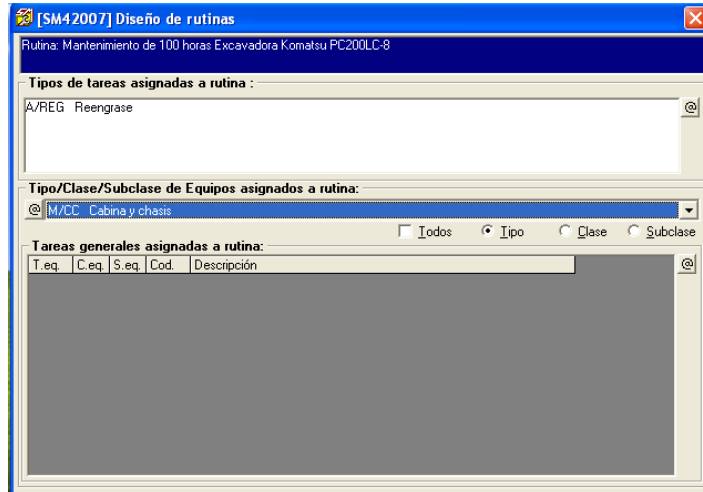 [SM42007] Diseño de rutinas
Rutina: Mantenimiento de 100 horas Excavadora Komatsu PC200LC-8
Tipos de tareas asignadas a rutina :
A/REG Reengrase
@
Tipo/Clase/Subclase de Equipos asignados a rutina:
@ M/CC Cabina y chasis
Todos Tipo Clase Subclase
Tareas generales asignadas a rutina:
T.eq. C.eq. S.eq. Cod. Descripción
@